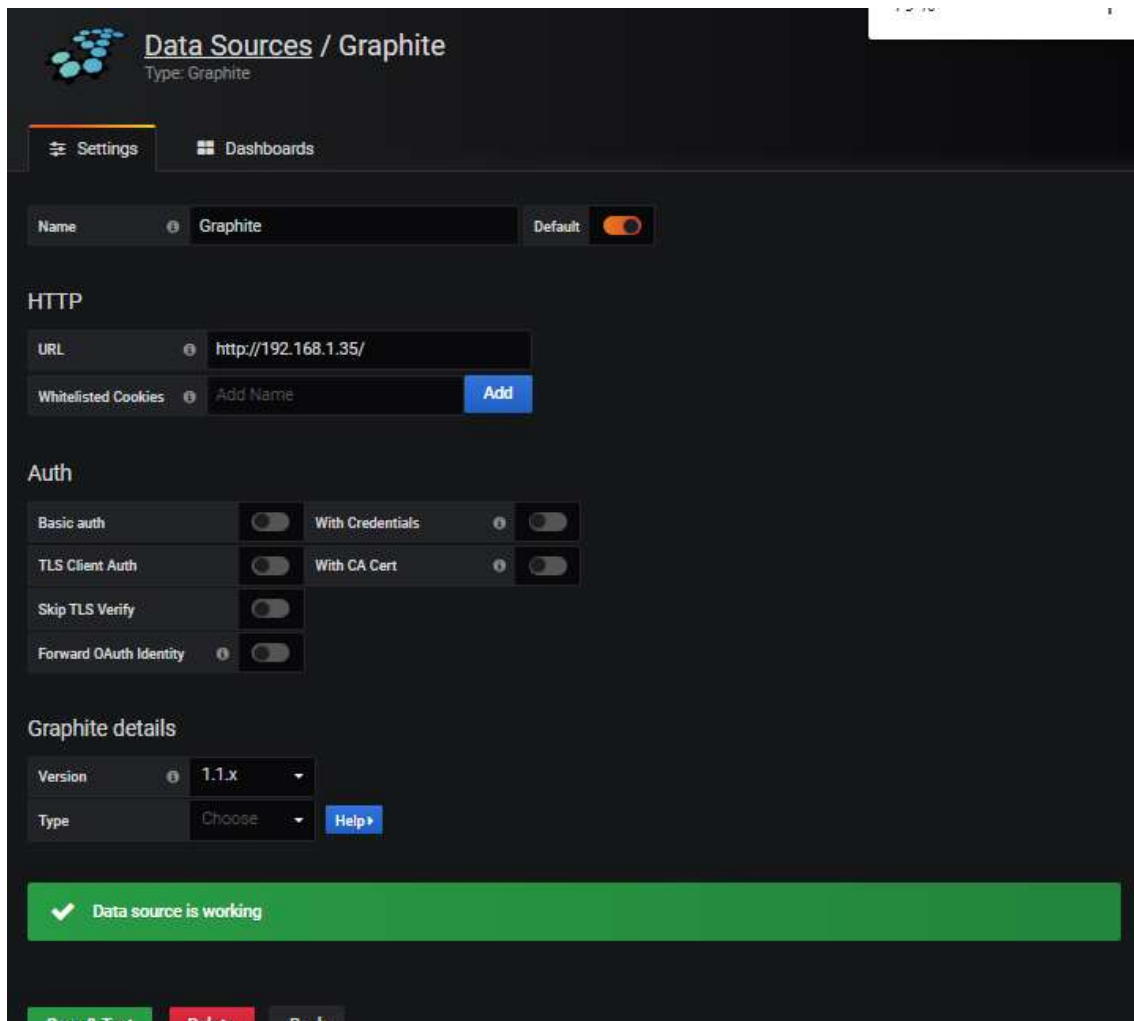 Data Sources / Graphite
Type: Graphite
Settings Dashboards
Name Graphite Default
HTTP
URL http://192.168.1.35/
Whitelisted Cookies Add Name Add
Auth
Basic auth With Credentials
TLS Client Auth With CA Cert
Skip TLS Verify
Forward OAuth Identity
Graphite details
Version 1.1.x
Type Choose Help
Data source is working